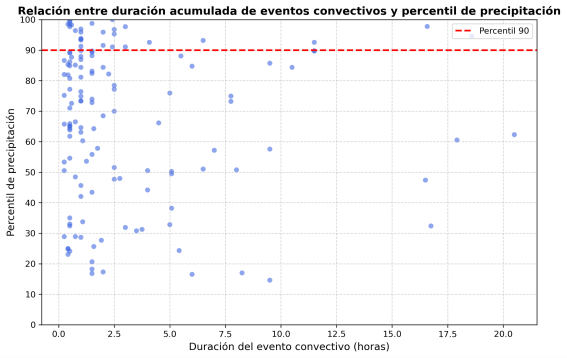 Relación entre duración acumulada de eventos convectivos y percentil de precipitación
Percentil 90
Percentil de precipitación
100
90
80
70
60
50
40
30
20
10
0
0.0 2.5 5.0 7.5 10.0 12.5 15.0 17.5 20.0
Duración del evento convectivo (horas)